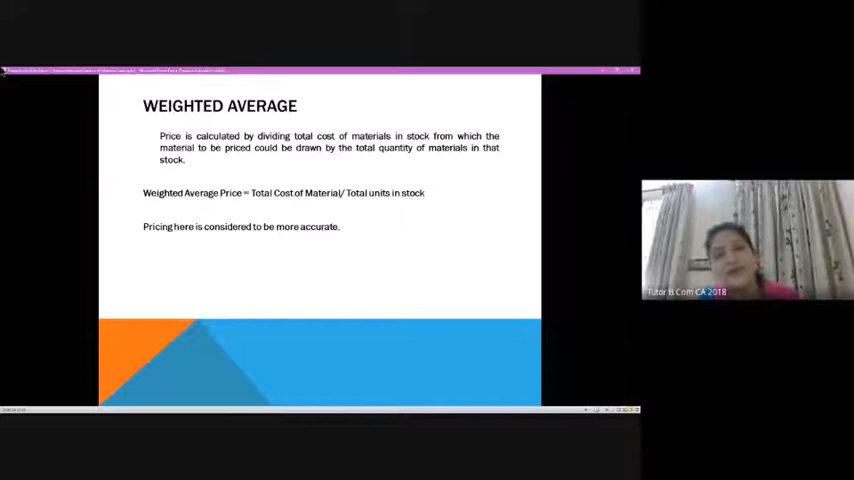 WEIGHTED AVERAGE
Price is calculated by dividing total cost of materials in stock from which the
material to be priced could be drawn by the total quantity of materials in that
stock.
Weighted Average Price = Total Cost of Material/ Total units in stock
Pricing here is considered to be more accurate.
Tutor B Com CA 2018